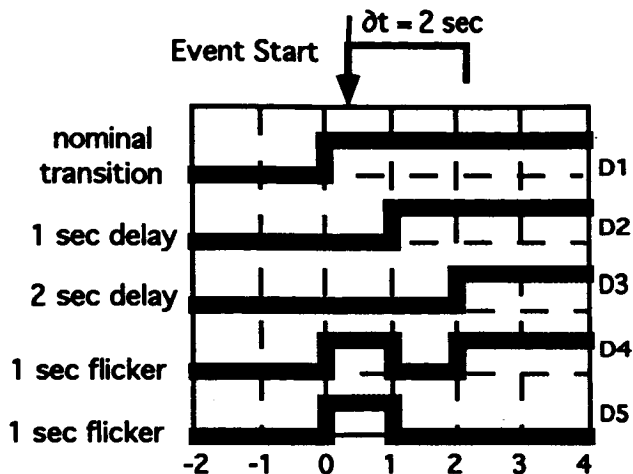 ∂t = 2 sec
Event Start
nominal
transition
D1
1 sec delay
D2
2 sec delay
D3
1 sec flicker
D4
1 sec flicker
D5
-2 -1 0 1 2 3 4